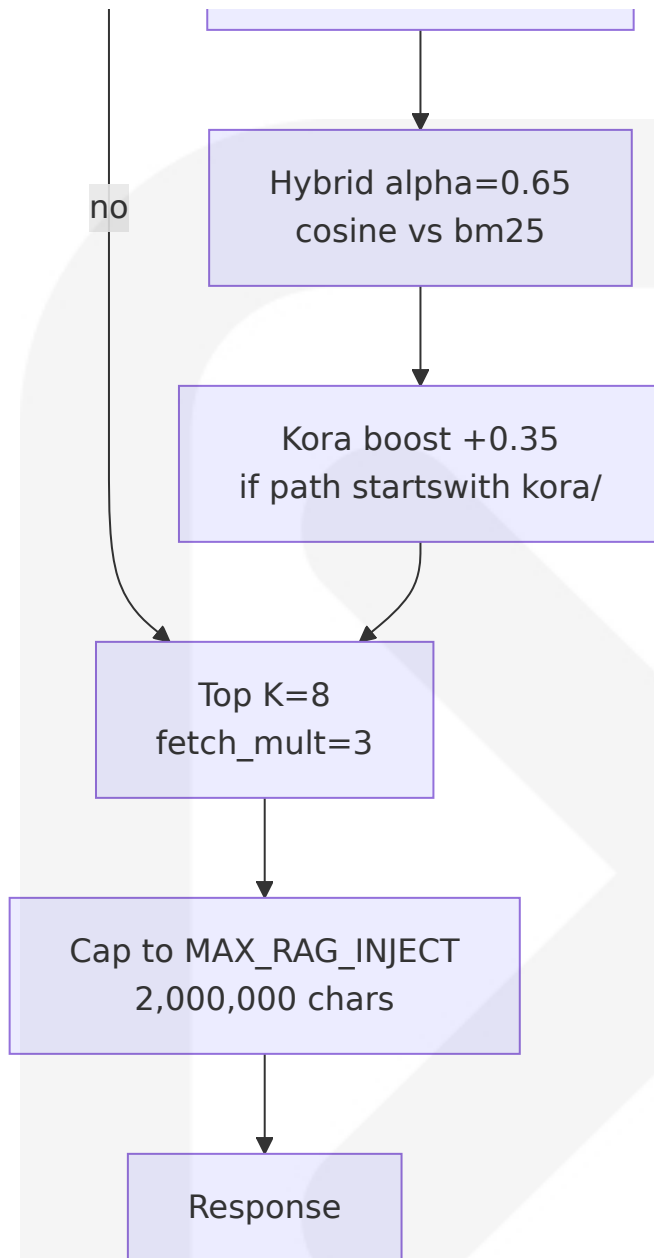 no
Hybrid alpha=0.65
cosine vs bm25
Kora boost +0.35
if path startswith kora/
Top K=8
fetch_mult=3
Cap to MAX_RAG_INJECT
2,000,000 chars
Response